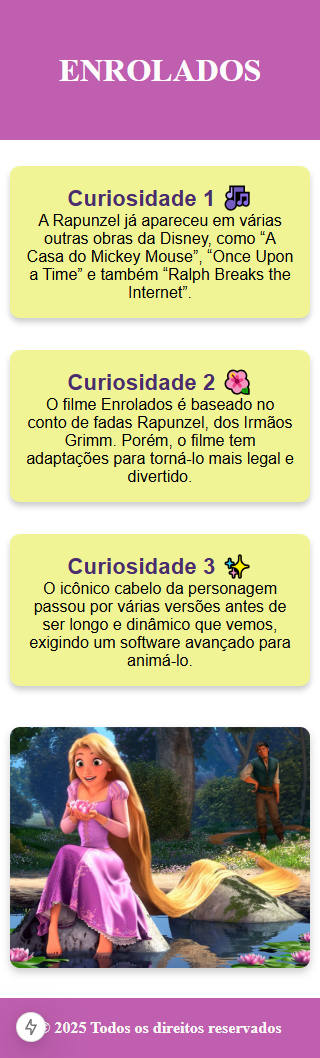 ENROLADOS
Curiosidade 1
A Rapunzel já apareceu em várias
outras obras da Disney, como “A
Casa do Mickey Mouse”, “Once Upon
a Time” e também “Ralph Breaks the
Internet”.
Curiosidade 2
O filme Enrolados é baseado no
conto de fadas Rapunzel, dos Irmãos
Grimm. Porém, o filme tem
adaptações para torná-lo mais legal e
divertido.
Curiosidade 3
O icônico cabelo da personagem
passou por várias versões antes de
ser longo e dinâmico que vemos,
exigindo um software avançado para
animá-lo.
© 2025 Todos os direitos reservados